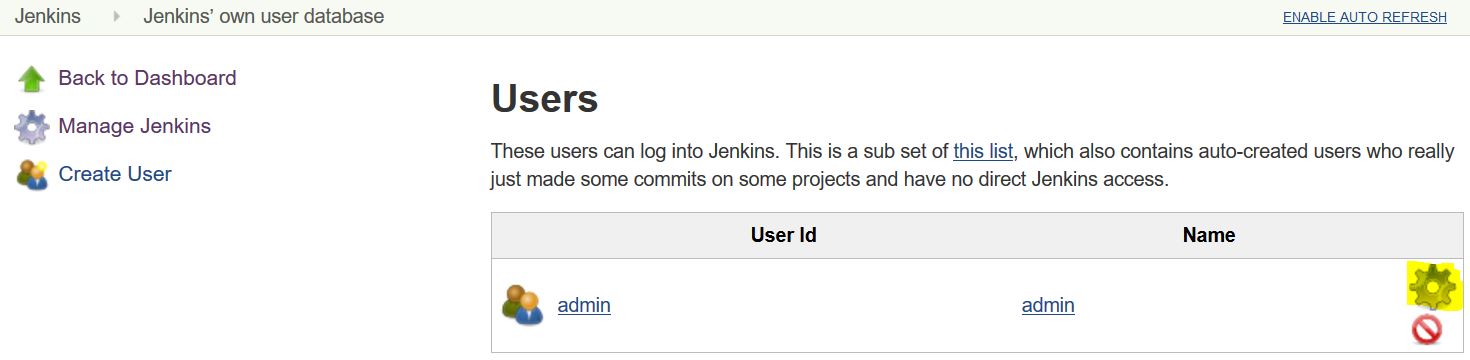 Jenkins Jenkins’ own user database ENABLE AUTO REFRESH
Back to Dashboard
Manage Jenkins
Create User
Users
These users can log into Jenkins. This is a sub set of this list, which also contains auto-created users who really
just made some commits on some projects and have no direct Jenkins access.
User Id Name
admin admin